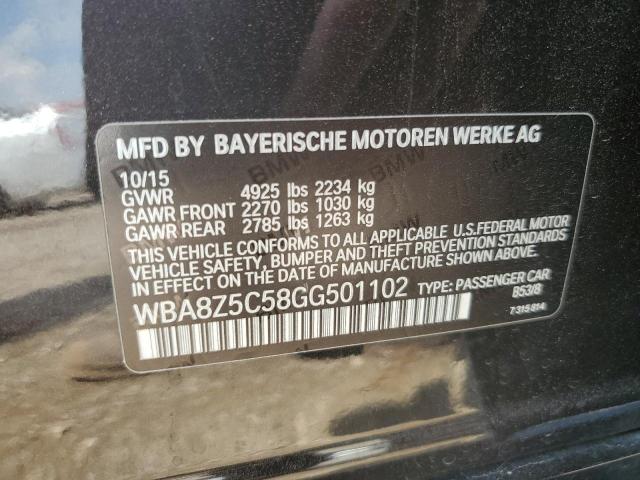 MFD BY BAYERISCHE MOTOREN WERKE AG
10/15
GVWR 4925 lbs 2234 kg
GAWR FRONT 2270 lbs 1030 kg
GAWR REAR 2785 lbs 1263 kg
THIS VEHICLE CONFORMS TO ALL APPLICABLE U.S.FEDERAL MOTOR
VEHICLE SAFETY, BUMPER AND THEFT PREVENTION STANDARDS
IN EFFECT ON THE DATE OF MANUFACTURE SHOWN ABOVE.
WBA8Z5C58GG501102 TYPE: PASSENGER CAR
B53/8
7 315 814